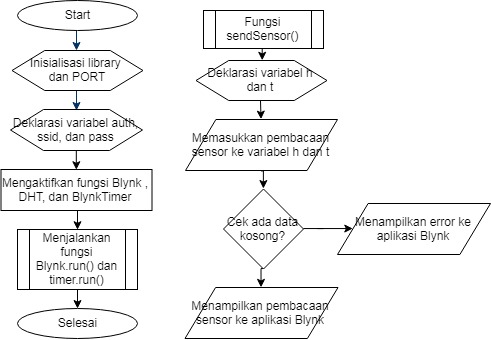 Start
Inisialisasi library
dan PORT
Deklarasi variabel auth,
ssid, dan pass
Mengaktifkan fungsi Blynk ,
DHT, dan BlynkTimer
Menjalankan
fungsi
Blynk.run() dan
timer.run()
Selesai
Fungsi
sendSensor()
Deklarasi variabel h
dan t
Memasukkan pembacaan
sensor ke variabel h dan t
Cek ada data
kosong?
Menampilkan error ke
aplikasi Blynk
Menampilkan pembacaan
sensor ke aplikasi Blynk